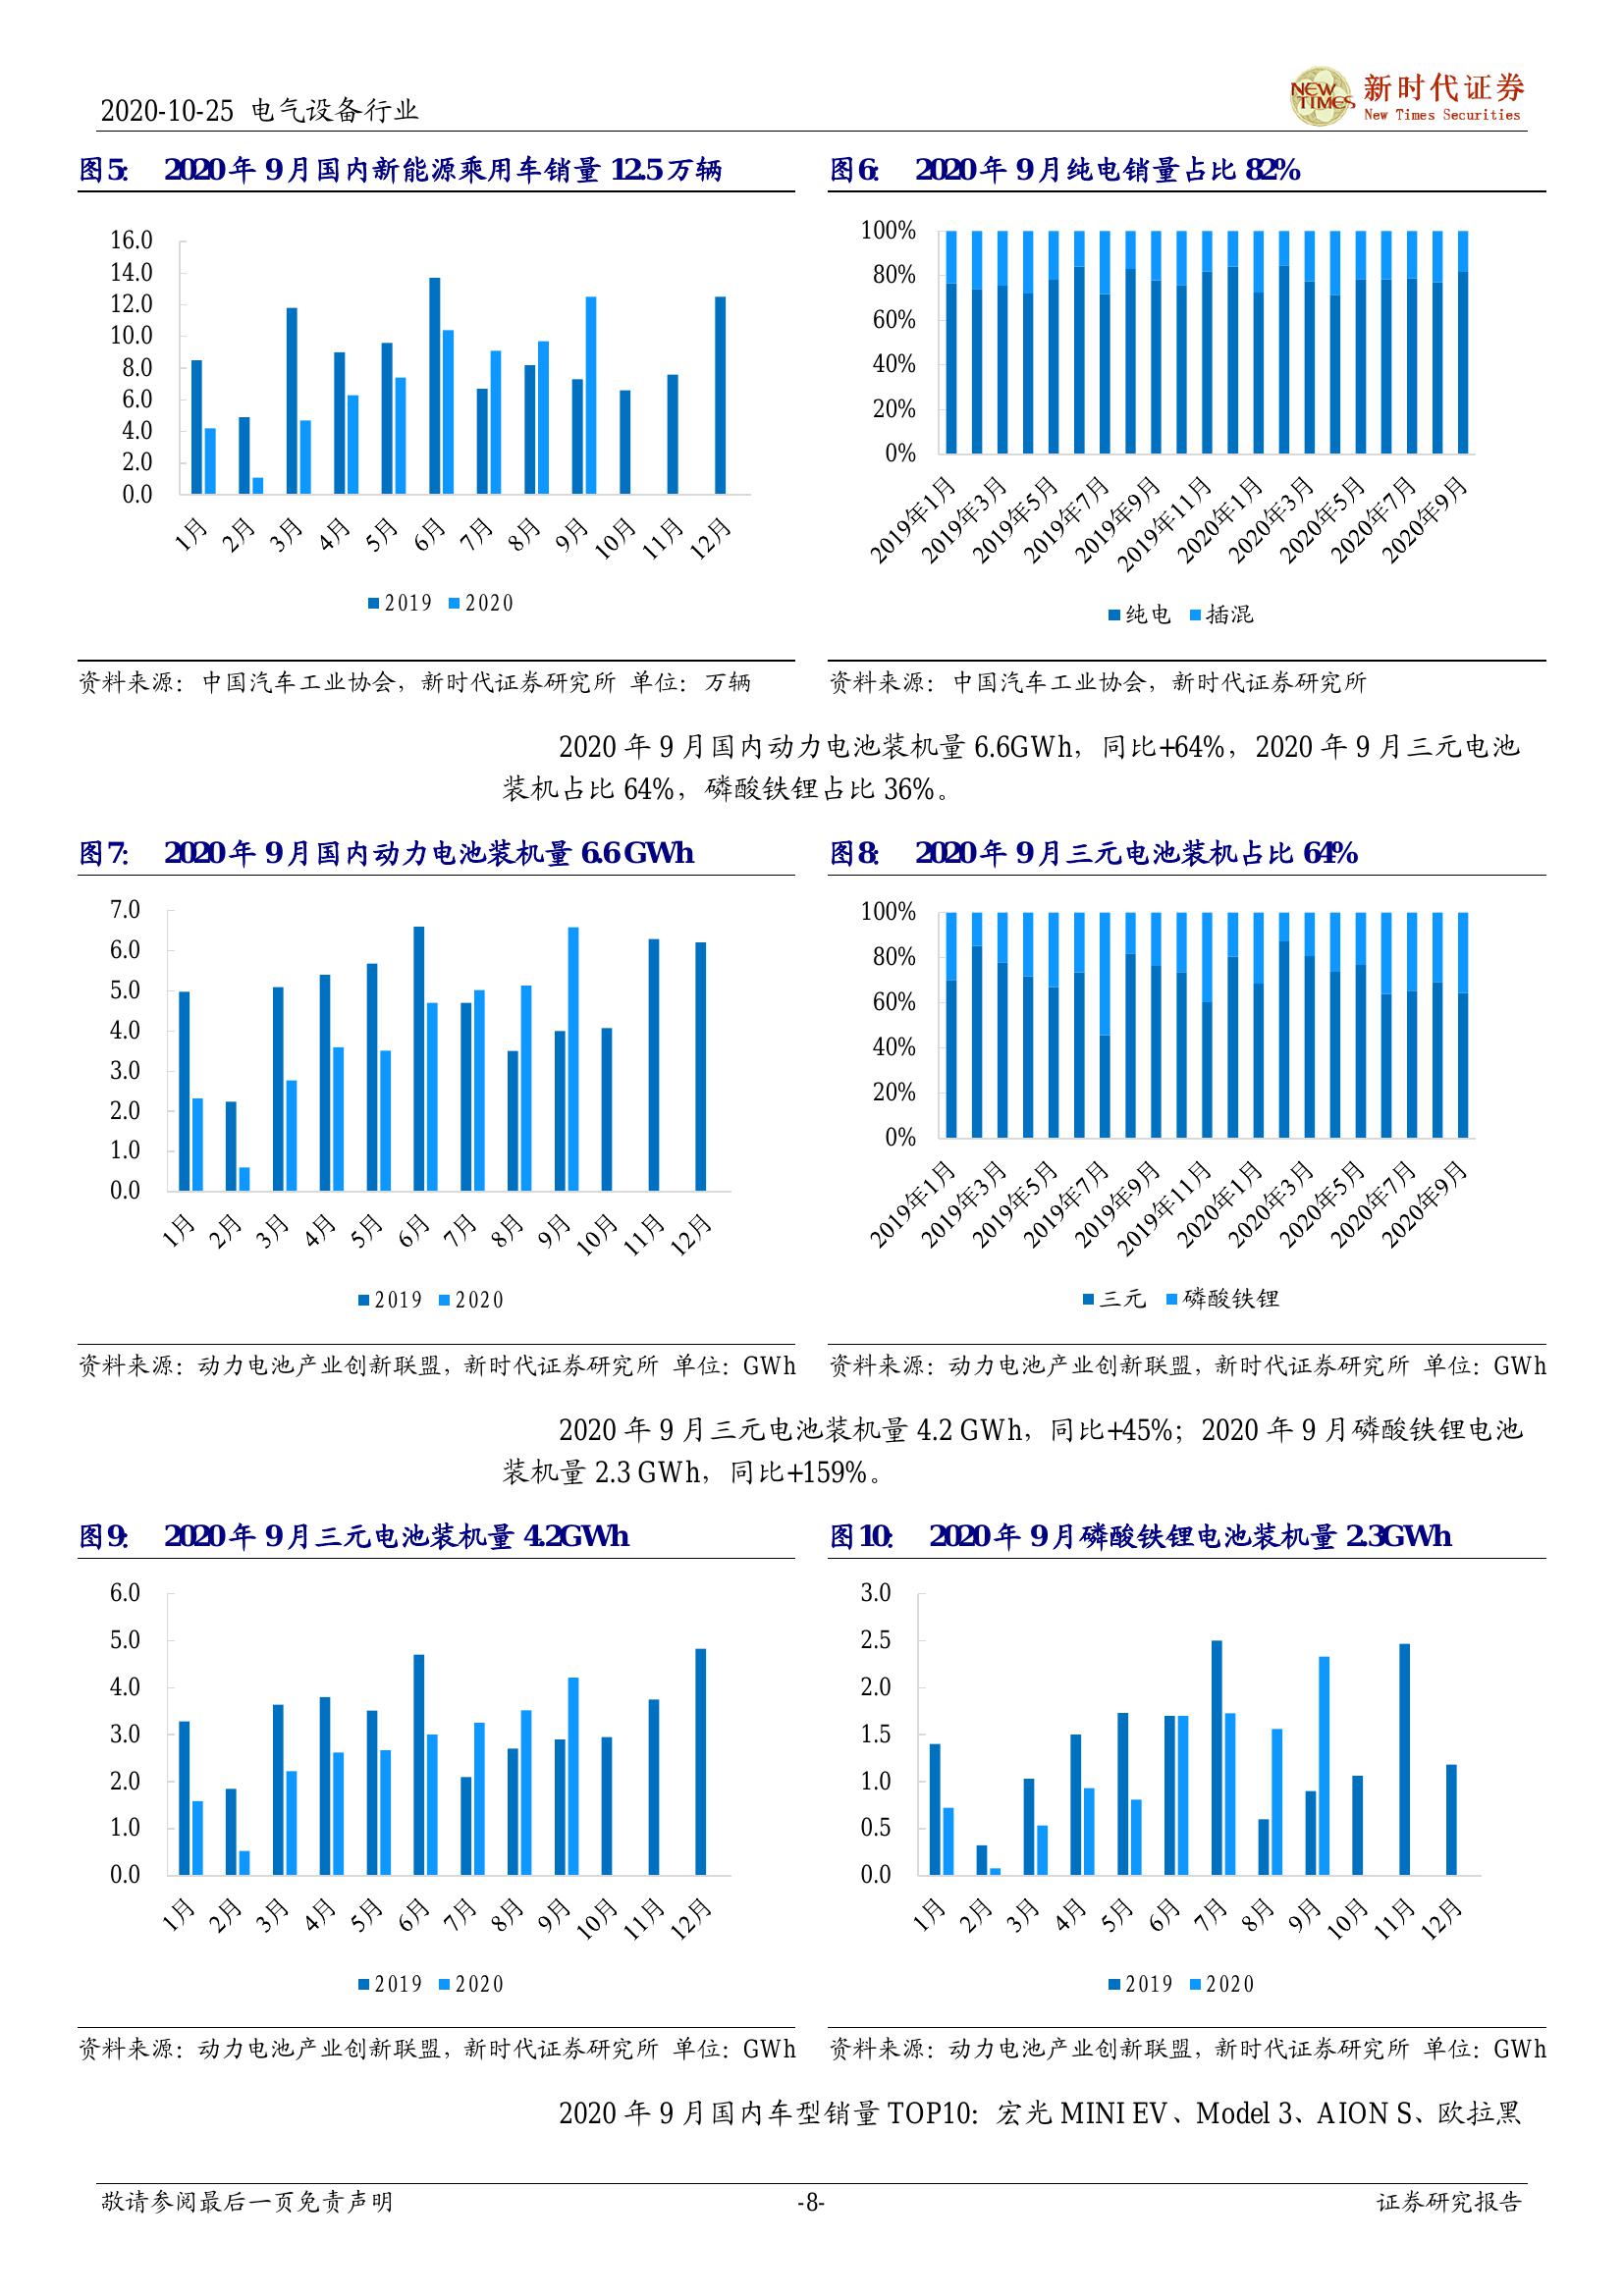 2020-10-25 电气设备行业
NEW TIMES 新时代证券
New Times Securities
图5： 2020年9月国内新能源乘用车销量12.5万辆
16.0
14.0
12.0
10.0
8.0
6.0
4.0
2.0
0.0
1月 2月 3月 4月 5月 6月 7月 8月 9月 10月 11月 12月
2019 2020
资料来源：中国汽车工业协会，新时代证券研究所 单位：万辆
图6： 2020年9月纯电销量占比82%
100%
80%
60%
40%
20%
0%
2019年1月 2019年3月 2019年5月 2019年7月 2019年9月 2019年11月 2020年1月 2020年3月 2020年5月 2020年7月 2020年9月
纯电 插混
资料来源：中国汽车工业协会，新时代证券研究所
2020年9月国内动力电池装机量6.6GWh，同比+64%，2020年9月三元电池
装机占比64%，磷酸铁锂占比36%。
图7： 2020年9月国内动力电池装机量6.6 GWh
7.0
6.0
5.0
4.0
3.0
2.0
1.0
0.0
1月 2月 3月 4月 5月 6月 7月 8月 9月 10月 11月 12月
2019 2020
资料来源：动力电池产业创新联盟，新时代证券研究所 单位：GWh
图8： 2020年9月三元电池装机占比64%
100%
80%
60%
40%
20%
0%
2019年1月 2019年3月 2019年5月 2019年7月 2019年9月 2019年11月 2020年1月 2020年3月 2020年5月 2020年7月 2020年9月
三元 磷酸铁锂
资料来源：动力电池产业创新联盟，新时代证券研究所 单位：GWh
2020年9月三元电池装机量4.2 GWh，同比+45%；2020年9月磷酸铁锂电池
装机量2.3 GWh，同比+159%。
图9： 2020年9月三元电池装机量4.2GWh
6.0
5.0
4.0
3.0
2.0
1.0
0.0
1月 2月 3月 4月 5月 6月 7月 8月 9月 10月 11月 12月
2019 2020
资料来源：动力电池产业创新联盟，新时代证券研究所 单位：GWh
图10： 2020年9月磷酸铁锂电池装机量2.3GWh
3.0
2.5
2.0
1.5
1.0
0.5
0.0
1月 2月 3月 4月 5月 6月 7月 8月 9月 10月 11月 12月
2019 2020
资料来源：动力电池产业创新联盟，新时代证券研究所 单位：GWh
2020年9月国内车型销量TOP10：宏光MINI EV、Model 3、AION S、欧拉黑
敬请参阅最后一页免责声明
-8-
证券研究报告